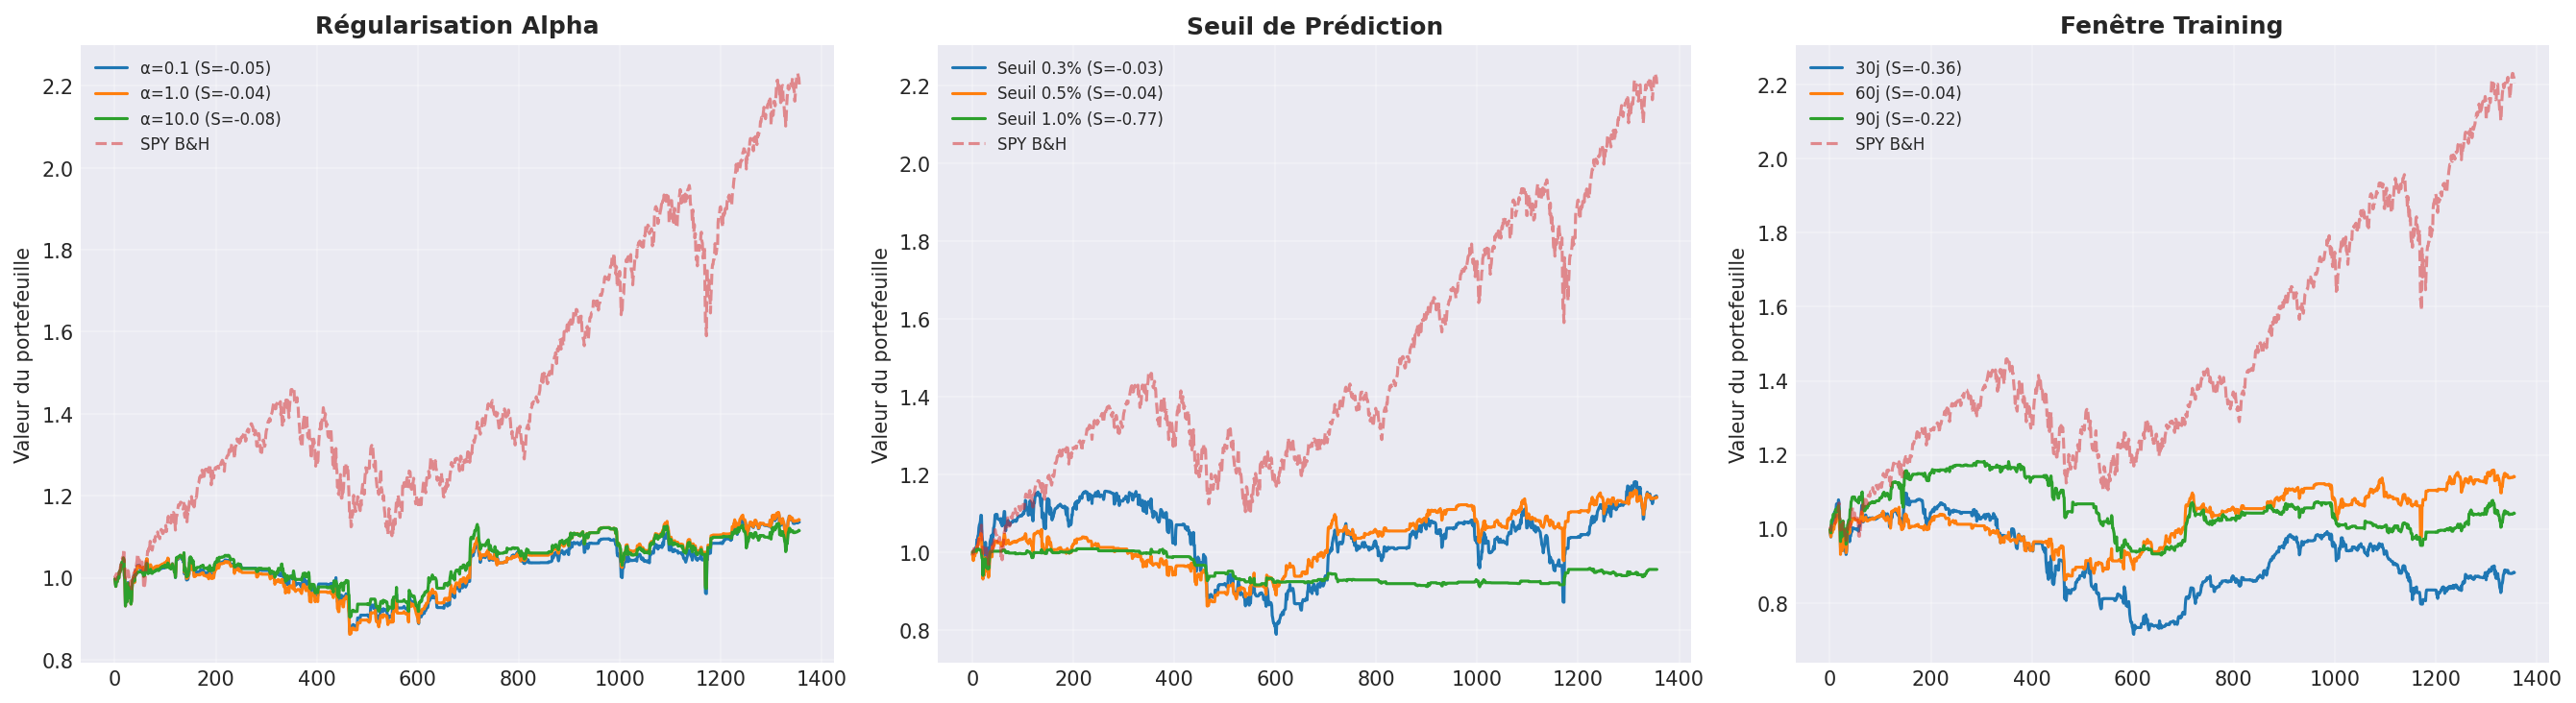 Régularisation Alpha
α=0.1 (S=-0.05)
α=1.0 (S=-0.04)
α=10.0 (S=-0.08)
SPY B&H
Valeur du portefeuille
2.2
2.0
1.8
1.6
1.4
1.2
1.0
0.8
0 200 400 600 800 1000 1200 1400
Seuil de Prédiction
Seuil 0.3% (S=-0.03)
Seuil 0.5% (S=-0.04)
Seuil 1.0% (S=-0.77)
SPY B&H
Valeur du portefeuille
2.2
2.0
1.8
1.6
1.4
1.2
1.0
0.8
0 200 400 600 800 1000 1200 1400
Fenêtre Training
30j (S=-0.36)
60j (S=-0.04)
90j (S=-0.22)
SPY B&H
Valeur du portefeuille
2.2
2.0
1.8
1.6
1.4
1.2
1.0
0.8
0 200 400 600 800 1000 1200 1400